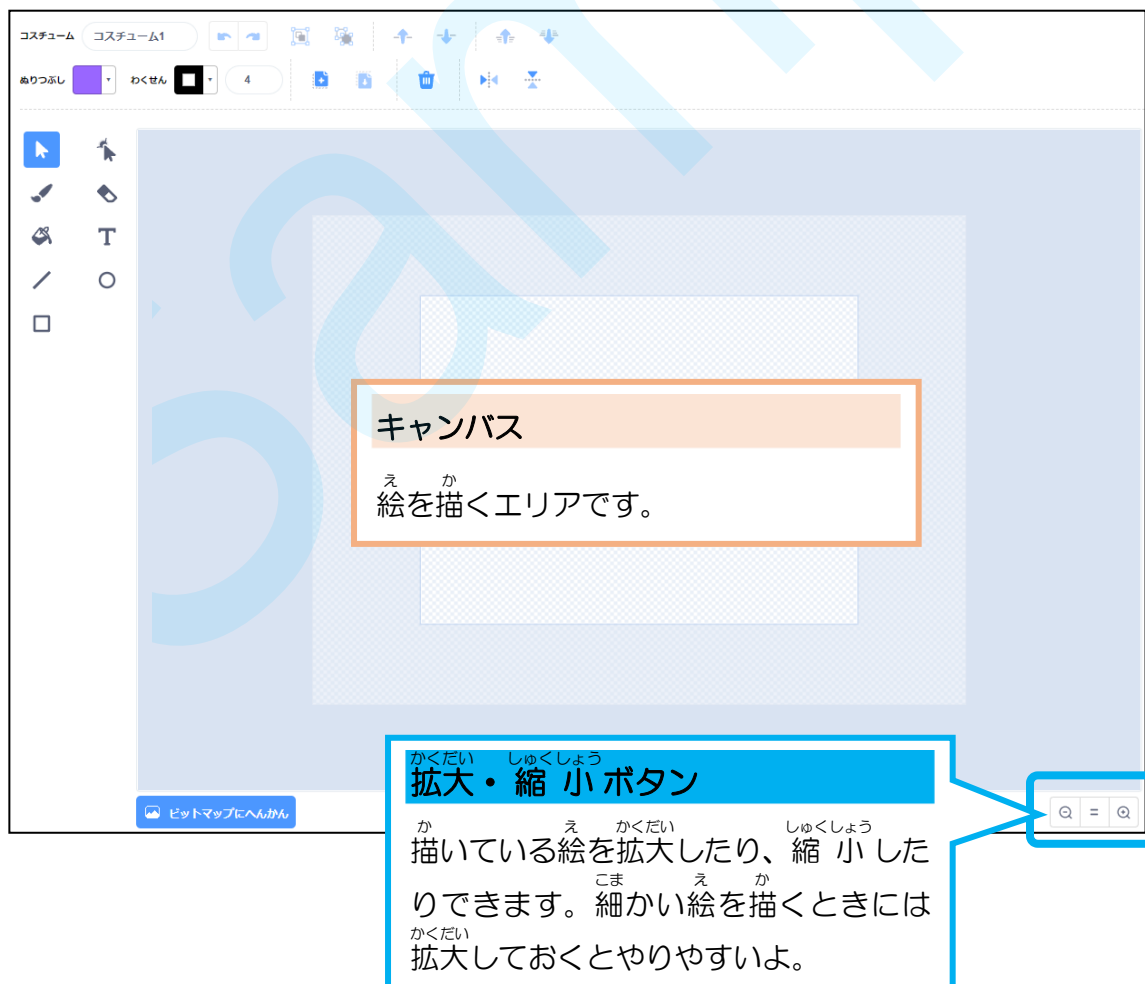 コスチューム コスチューム1
ぬりつぶし わくせん 4
T
キャンバス
え か
絵を描くエリアです。
かくだい しゅくしょう
拡大・縮小ボタン
か え かくだい しゅくしょう
描いている絵を拡大したり、縮小した
こま え か
りできます。細かい絵を描くときには
かくだい
拡大しておくとやりやすいよ。
ビットマップにへんかん